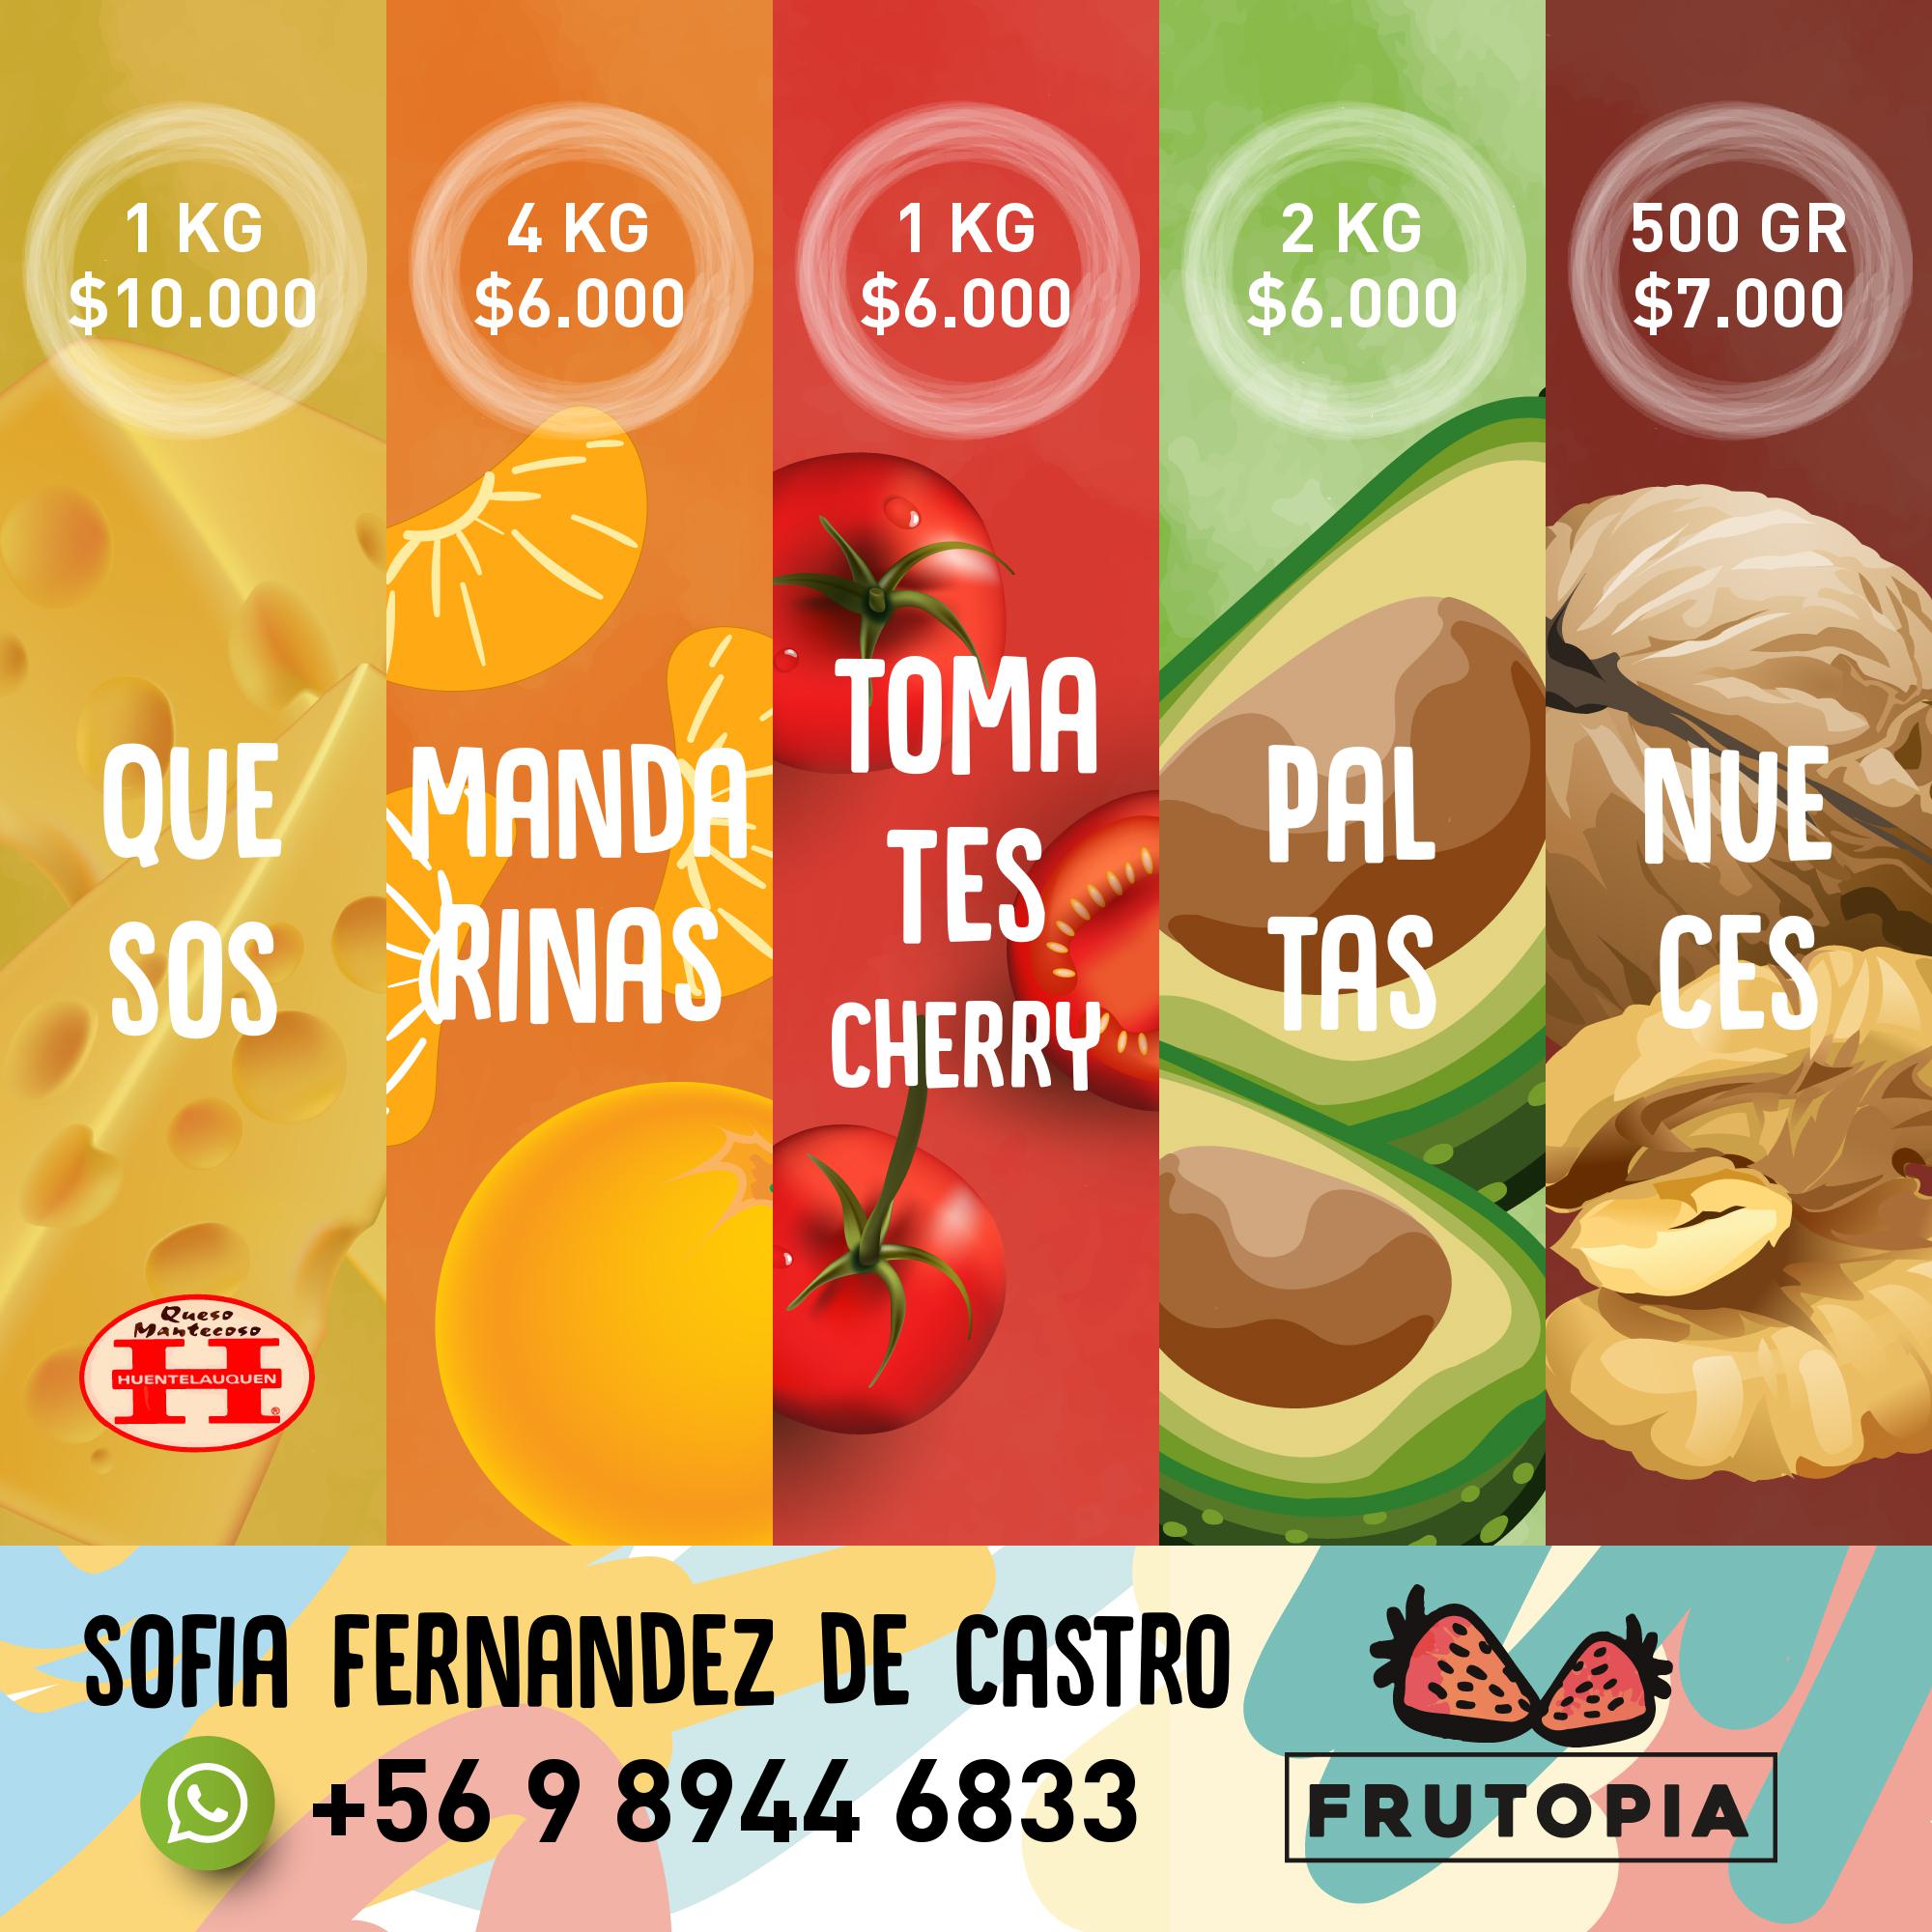 1 KG
$10.000
QUE
SOS
Queso
Mantecoso
H
HUENTELAUQUEN
®
4 KG
$6.000
MANDA
RINAS
1 KG
$6.000
TOMA
TES
CHERRY
2 KG
$6.000
PAL
TAS
500 GR
$7.000
NUE
CES
SOFIA FERNANDEZ DE CASTRO
+56 9 8944 6833
FRUTOPIA